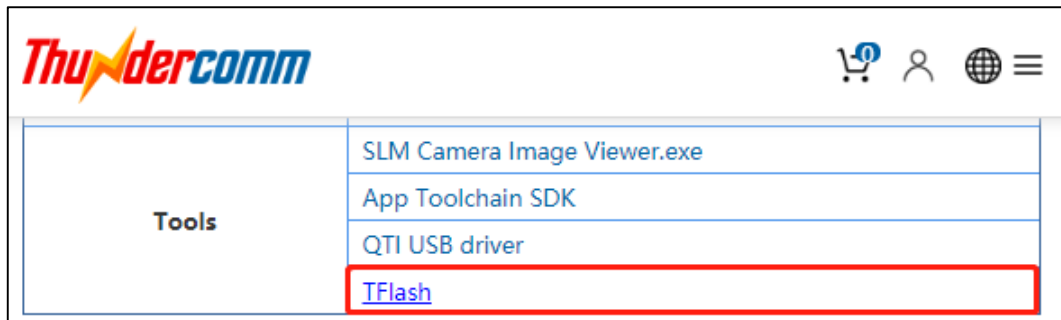 Thundercomm
0
SLM Camera Image Viewer.exe
App Toolchain SDK
Tools
QTI USB driver
TFlash